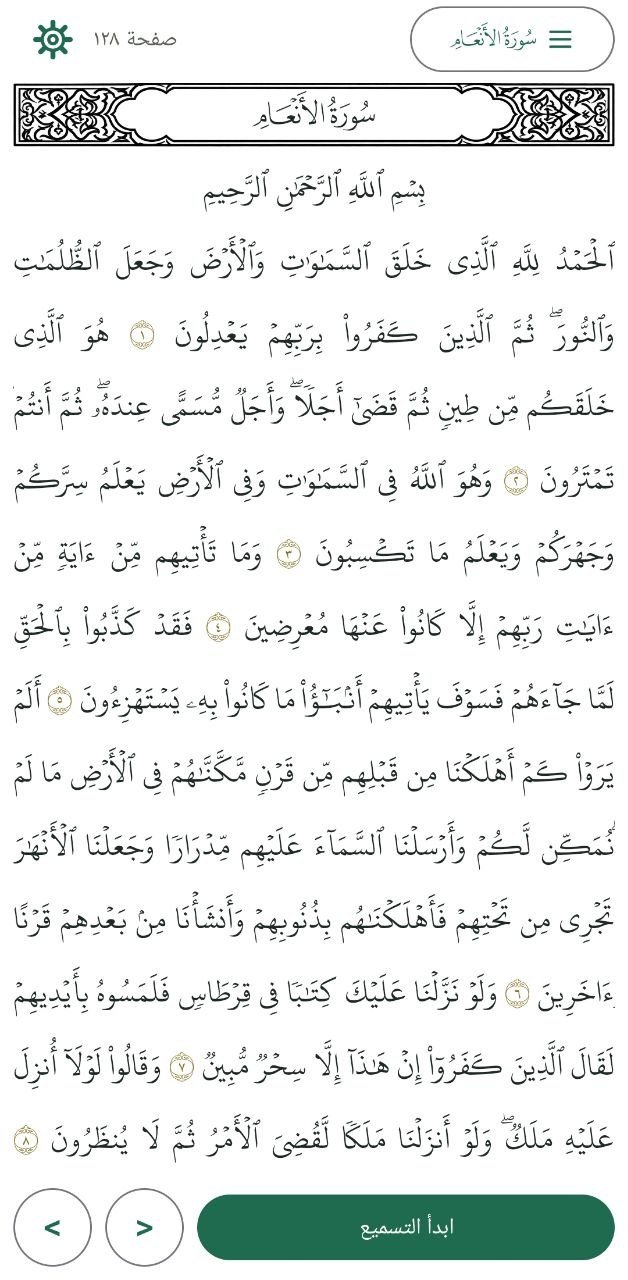 سُورَةُ الأَنْعَامِ
صفحة ١٢٨
سُورَةُ الأَنْعَامِ
بِسْمِ ٱللَّهِ ٱلرَّحْمَٰنِ ٱلرَّحِيمِ
ٱلْحَمْدُ لِلَّهِ ٱلَّذِى خَلَقَ ٱلسَّمَٰوَٰتِ وَٱلْأَرْضَ وَجَعَلَ ٱلظُّلُمَٰتِ
وَٱلنُّورَ ۖ ثُمَّ ٱلَّذِينَ كَفَرُوا۟ بِرَبِّهِمْ يَعْدِلُونَ ١ هُوَ ٱلَّذِى
خَلَقَكُم مِّن طِينٍ ثُمَّ قَضَىٰٓ أَجَلًا ۖ وَأَجَلٌ مُّسَمًّى عِندَهُۥ ۖ ثُمَّ أَنتُمْ
تَمْتَرُونَ ٢ وَهُوَ ٱللَّهُ فِى ٱلسَّمَٰوَٰتِ وَفِى ٱلْأَرْضِ يَعْلَمُ سِرَّكُمْ
وَجَهْرَكُمْ وَيَعْلَمُ مَا تَكْسِبُونَ ٣ وَمَا تَأْتِيهِم مِّنْ ءَايَةٍ مِّنْ
ءَايَٰتِ رَبِّهِمْ إِلَّا كَانُوا۟ عَنْهَا مُعْرِضِينَ ٤ فَقَدْ كَذَّبُوا۟ بِٱلْحَقِّ
لَمَّا جَآءَهُمْ فَسَوْفَ يَأْتِيهِمْ أَنۢبَٰٓؤُا۟ مَا كَانُوا۟ بِهِۦ يَسْتَهْزِءُونَ ٥ أَلَمْ
يَرَوْا۟ كَمْ أَهْلَكْنَا مِن قَبْلِهِم مِّن قَرْنٍ مَّكَّنَّٰهُمْ فِى ٱلْأَرْضِ مَا لَمْ
نُمَكِّن لَّكُمْ وَأَرْسَلْنَا ٱلسَّمَآءَ عَلَيْهِم مِّدْرَارًا وَجَعَلْنَا ٱلْأَنْهَٰرَ
تَجْرِى مِن تَحْتِهِمْ فَأَهْلَكْنَٰهُم بِذُنُوبِهِمْ وَأَنشَأْنَا مِنۢ بَعْدِهِمْ قَرْنًا
ءَاخَرِينَ ٦ وَلَوْ نَزَّلْنَا عَلَيْكَ كِتَٰبًا فِى قِرْطَاسٍ فَلَمَسُوهُ بِأَيْدِيهِمْ
لَقَالَ ٱلَّذِينَ كَفَرُوٓا۟ إِنْ هَٰذَآ إِلَّا سِحْرٌ مُّبِينٌ ٧ وَقَالُوا۟ لَوْلَآ أُنزِلَ
عَلَيْهِ مَلَكٌ ۖ وَلَوْ أَنزَلْنَا مَلَكًا لَّقُضِىَ ٱلْأَمْرُ ثُمَّ لَا يُنظَرُونَ ٨
ابدأ التسميع